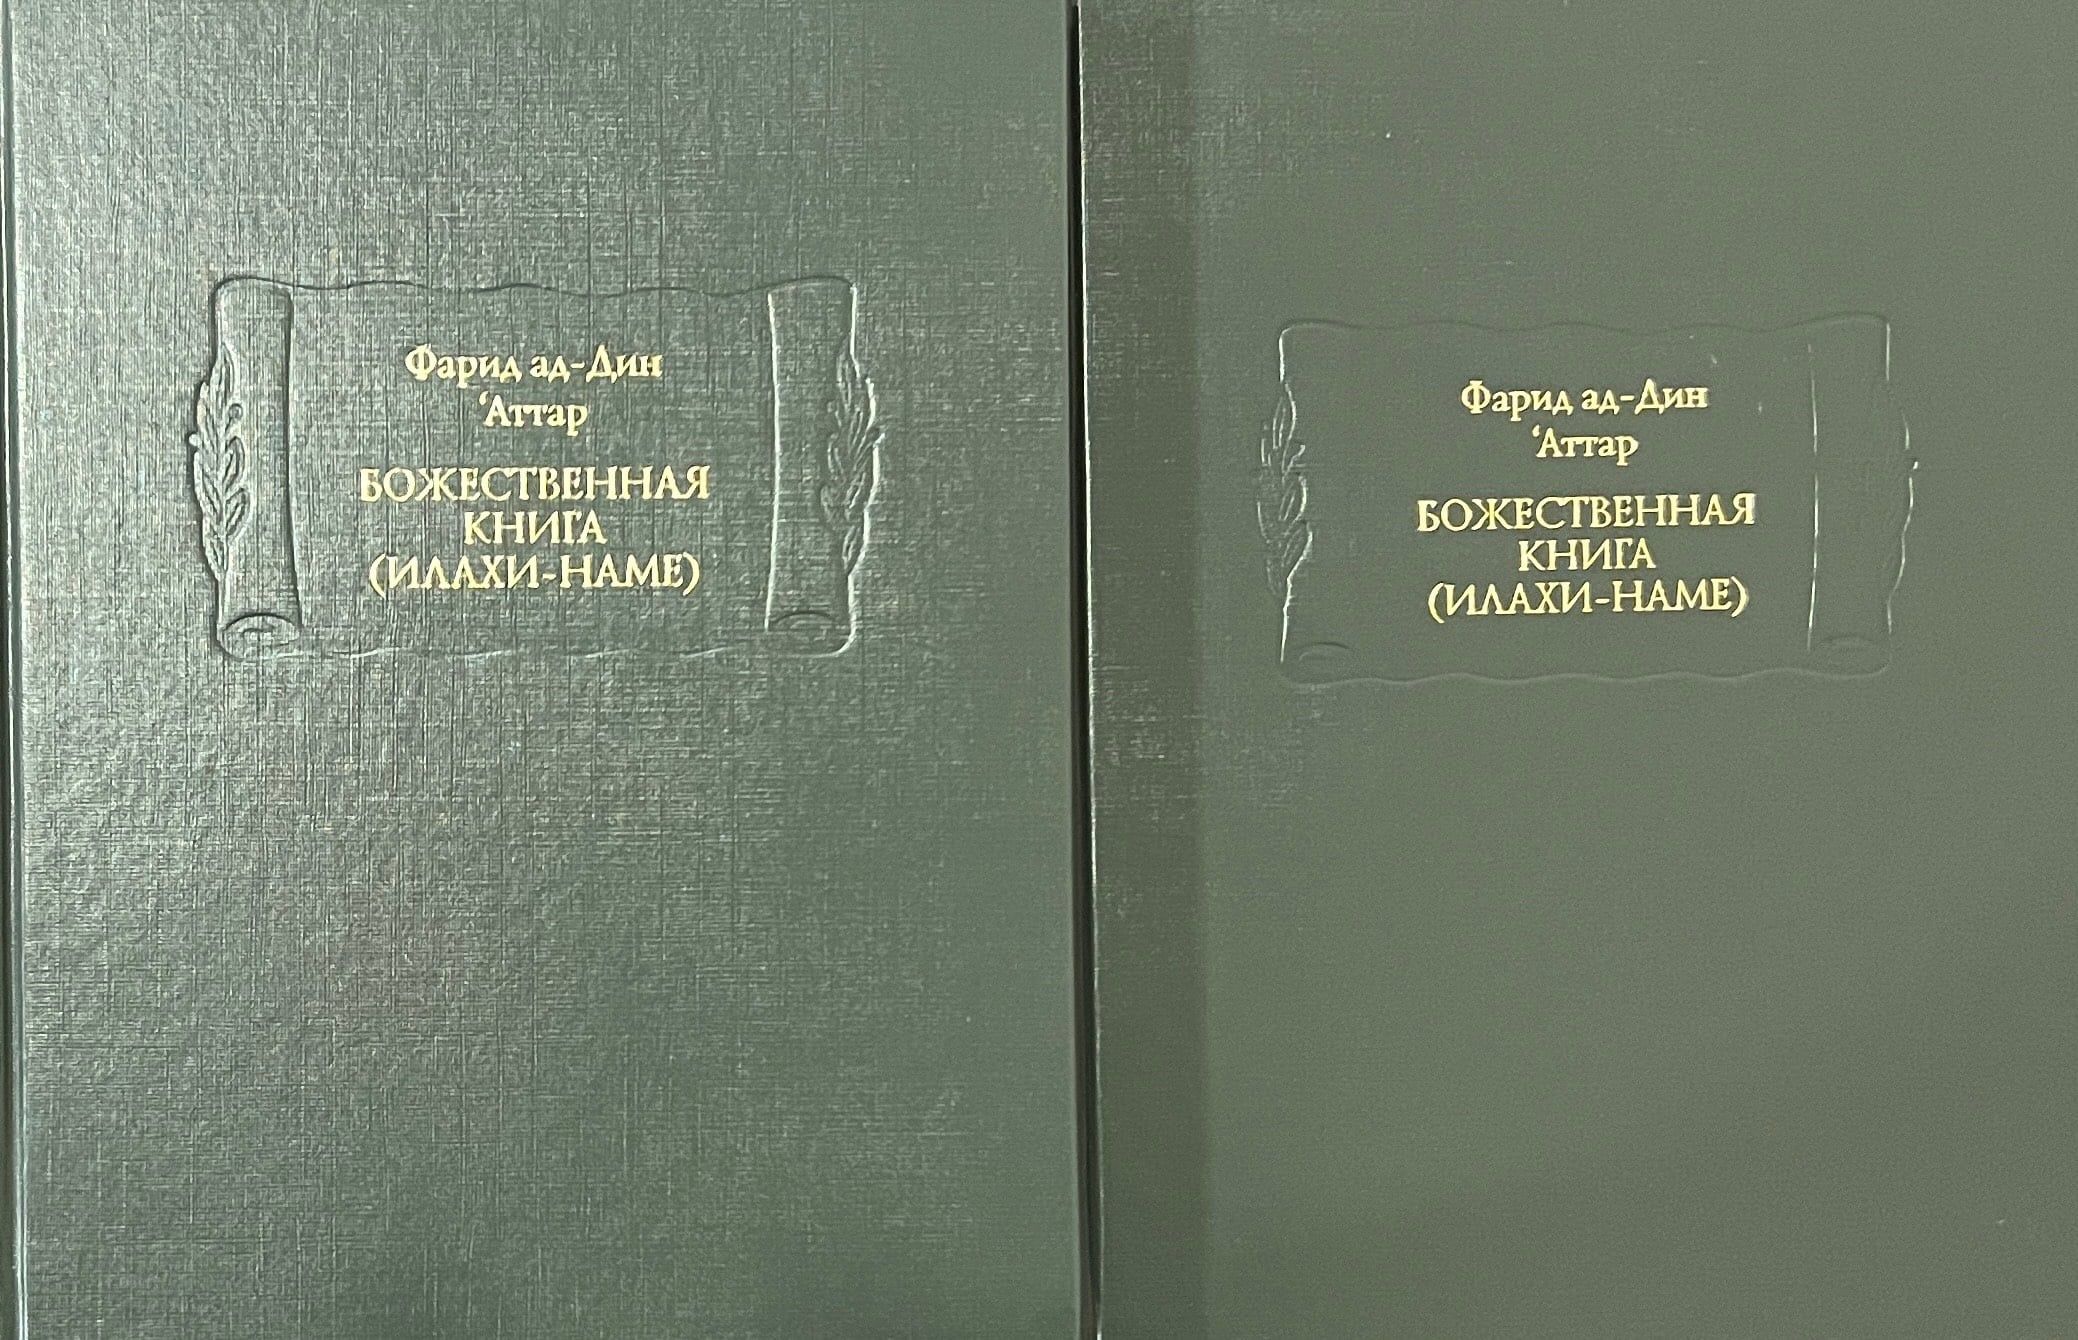 Фарид ад-Дин
‘Аттар
БОЖЕСТВЕННАЯ
КНИГА
(ИЛАХИ-НАМЕ)
Фарид ад-Дин
‘Аттар
БОЖЕСТВЕННАЯ
КНИГА
(ИЛАХИ-НАМЕ)